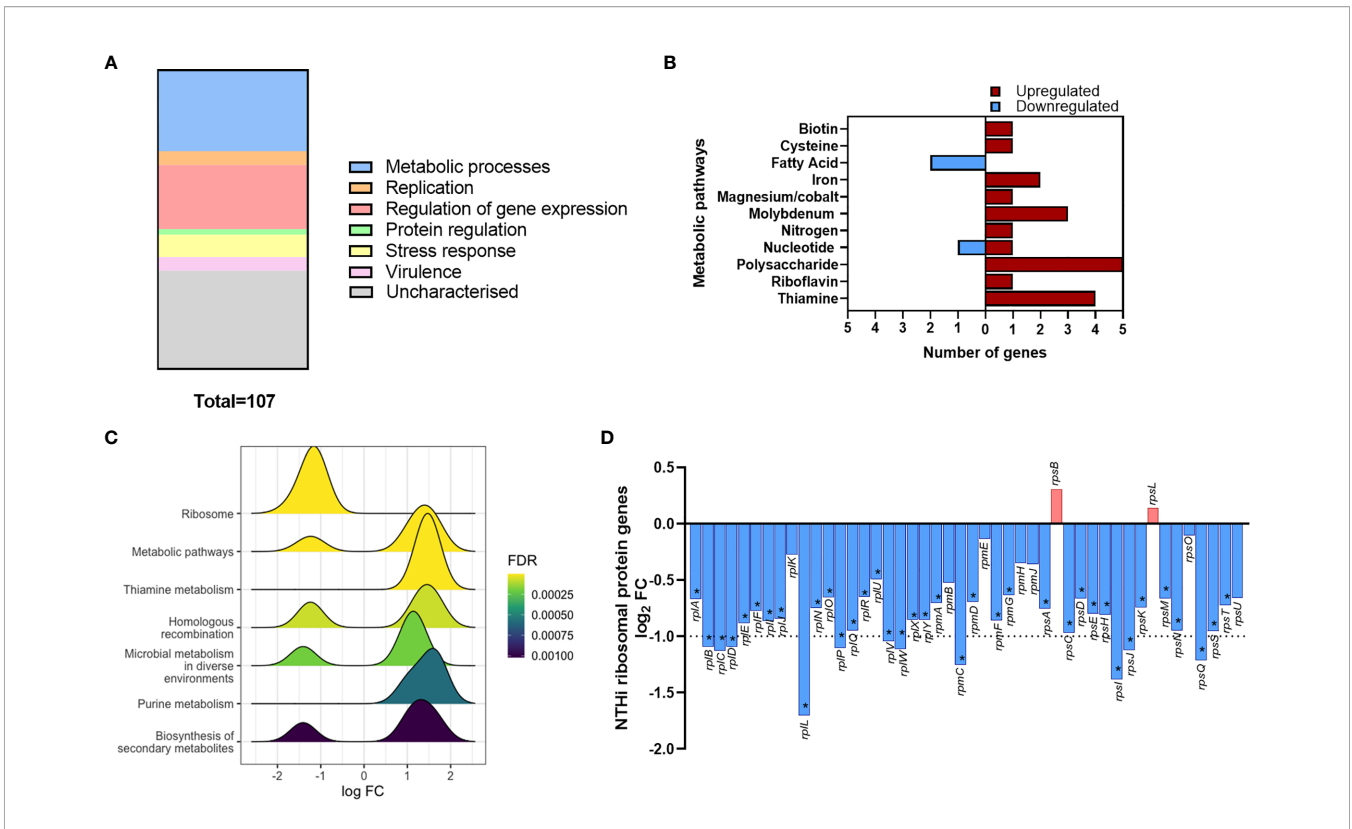 A
Metabolic processes
Replication
Regulation of gene expression
Protein regulation
Stress response
Virulence
Uncharacterised
Total=107
B
Upregulated
Downregulated
Metabolic pathways
Biotin
Cysteine
Fatty Acid
Iron
Magnesium/cobalt
Molybdenum
Nitrogen
Nucleotide
Polysaccharide
Riboflavin
Thiamine
5 4 3 2 1 0 1 2 3 4 5
Number of genes
C
Ribosome
Metabolic pathways
Thiamine metabolism
Homologous
recombination
Microbial metabolism
in diverse
environments
Purine metabolism
Biosynthesis of
secondary metabolites
-2 -1 0 1 2
log FC
FDR
0.00025
0.00050
0.00075
0.00100
D
NTHi ribosomal protein genes
log2 FC
0.5
0.0
-0.5
-1.0
-1.5
-2.0
rplA *
rplB *
rplC *
rplD *
rplE *
rplF *
rplJ *
rplK
rplL *
rplN *
rplO *
rplP *
rplQ *
rplR *
rplU *
rplV *
rplW *
rplX *
rplY *
rpmA *
rpmB
rpmC *
rpmD *
rpmE
rpmF *
rpmG *
rpmH
rpmJ
rpsA *
rpsB
rpsC *
rpsD *
rpsE *
rpsH *
rpsI *
rpsJ *
rpsK *
rpsL
rpsM *
rpsN *
rpsO
rpsQ *
rpsS *
rpsT *
rpsU